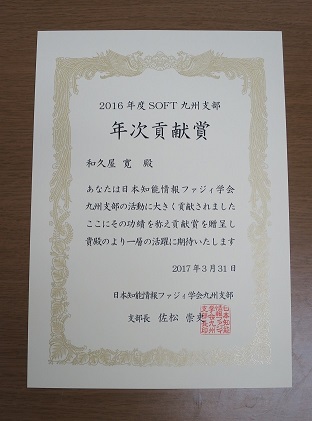 2016年度SOFT九州支部
年次貢献賞
和久屋 寛 殿
あなたは日本知能情報ファジィ学会
九州支部の活動に大きく貢献されました
ここにその功績を称え貢献賞を贈呈し
貴殿のより一層の活躍に期待いたします
2017年3月31日
日本知能情報ファジィ学会九州支部
支部長 佐松 崇史